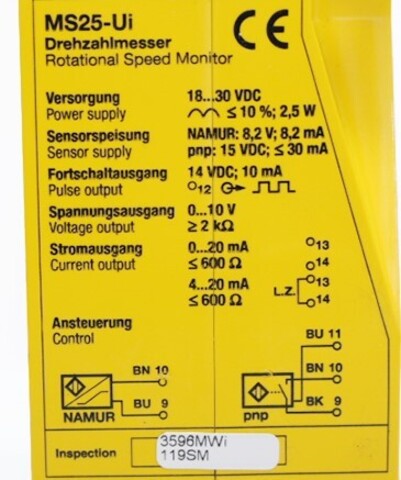 MS25-Ui
Drehzahlmesser
Rotational Speed Monitor
CE
Versorgung 18...30 VDC
Power supply ≤ 10 %; 2,5 W
Sensorspeisung NAMUR: 8,2 V; 8,2 mA
Sensor supply pnp: 15 VDC; ≤ 30 mA
Fortschaltausgang 14 VDC; 10 mA
Pulse output 12
Spannungsausgang 0...10 V
Voltage output ≥ 2 kΩ
Stromausgang 0...20 mA 13
Current output ≤ 600 Ω 14
4...20 mA 13
≤ 600 Ω L.Z. 14
Ansteuerung
Control
BU 11
BN 10 BN 10
BU 9 BK 9
NAMUR pnp
Inspection 3596MWi
119SM